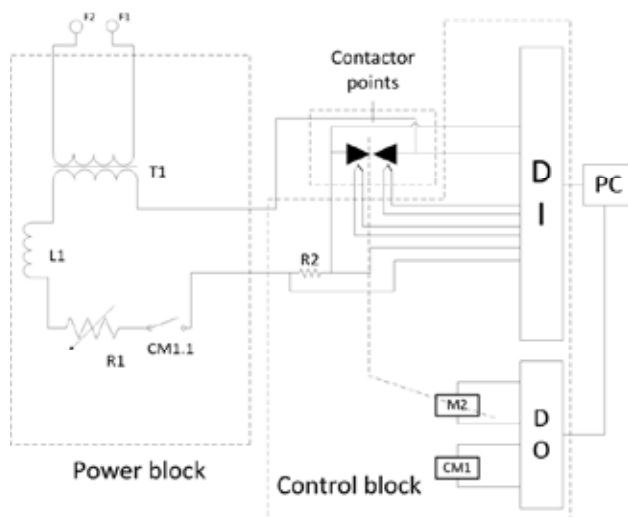 F2
F1
Contactor
points
T1
D
I
PC
L1
R2
R1
CM1.1
M2
D
O
CM1
Power block
Control block